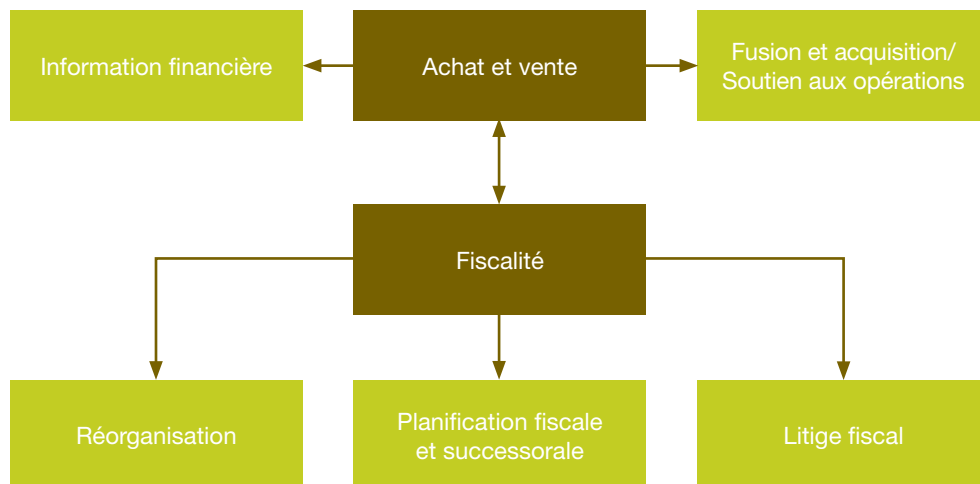 Information financière
Achat et vente
Fusion et acquisition/
Soutien aux opérations
Fiscalité
Réorganisation
Planification fiscale
et successorale
Litige fiscal